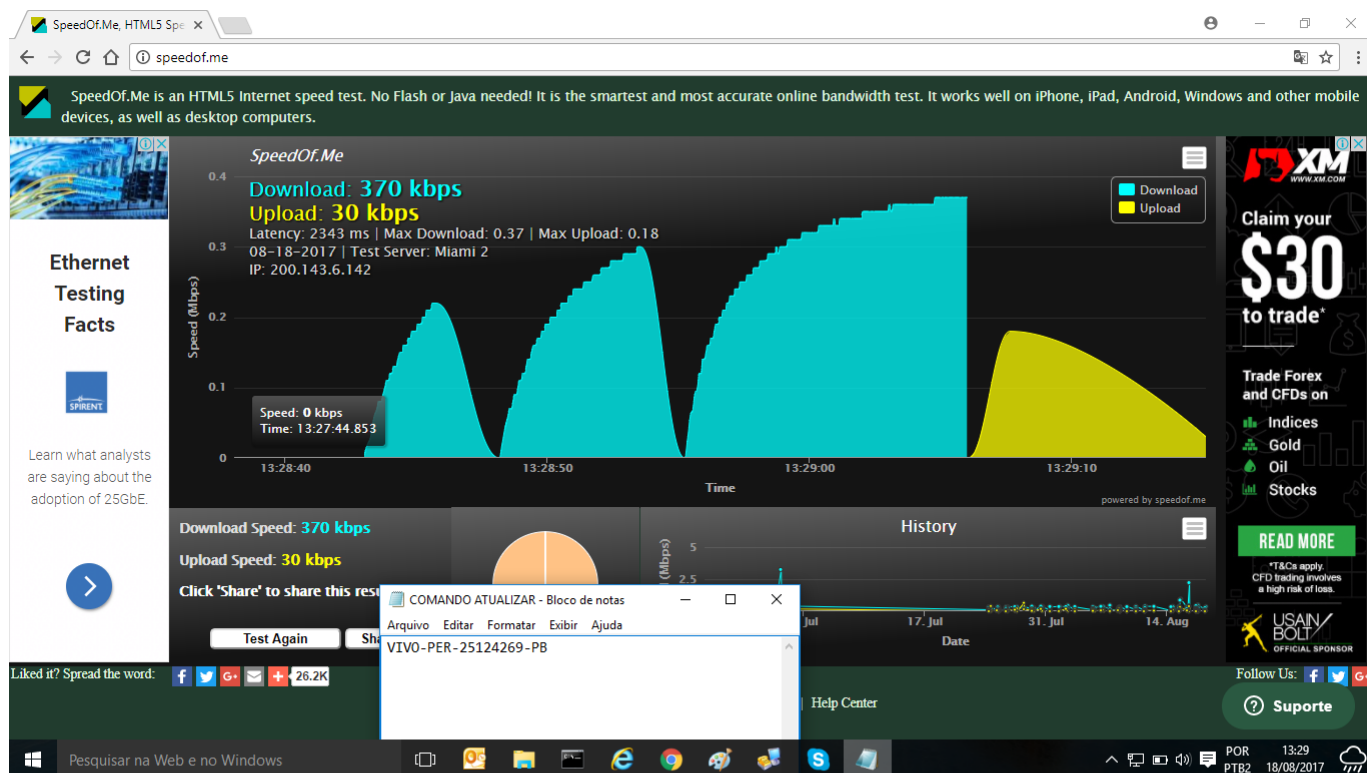 SpeedOf.Me, HTML5 Spe
speedof.me
SpeedOf.Me is an HTML5 Internet speed test. No Flash or Java needed! It is the smartest and most accurate online bandwidth test. It works well on iPhone, iPad, Android, Windows and other mobile
devices, as well as desktop computers.
Ethernet
Testing
Facts
SPIRENT
Learn what analysts
are saying about the
adoption of 25GbE.
SpeedOf.Me
Download: 370 kbps
Upload: 30 kbps
Latency: 2343 ms | Max Download: 0.37 | Max Upload: 0.18
08-18-2017 | Test Server: Miami 2
IP: 200.143.6.142
Download
Upload
Speed (Mbps)
0.4
0.3
0.2
0.1
0
Speed: 0 kbps
Time: 13:27:44.853
13:28:40
13:28:50
13:29:00
13:29:10
Time
powered by speedof.me
XM
WWW.XM.COM
Claim your
$30
to trade*
Trade Forex
and CFDs on
Indices
Gold
Oil
Stocks
READ MORE
*T&Cs apply.
CFD trading involves
a high risk of loss.
USAIN
BOLT
OFFICIAL SPONSOR
Download Speed: 370 kbps
Upload Speed: 30 kbps
Click 'Share' to share this resu
Test Again
Sha
History
(Mbps)
5
2.5
Jul
17. Jul
31. Jul
14. Aug
Date
COMANDO ATUALIZAR - Bloco de notas
Arquivo Editar Formatar Exibir Ajuda
VIVO-PER-25124269-PB
Liked it? Spread the word:
26.2K
| Help Center
Follow Us:
Suporte
Pesquisar na Web e no Windows
POR
PTB2
13:29
18/08/2017